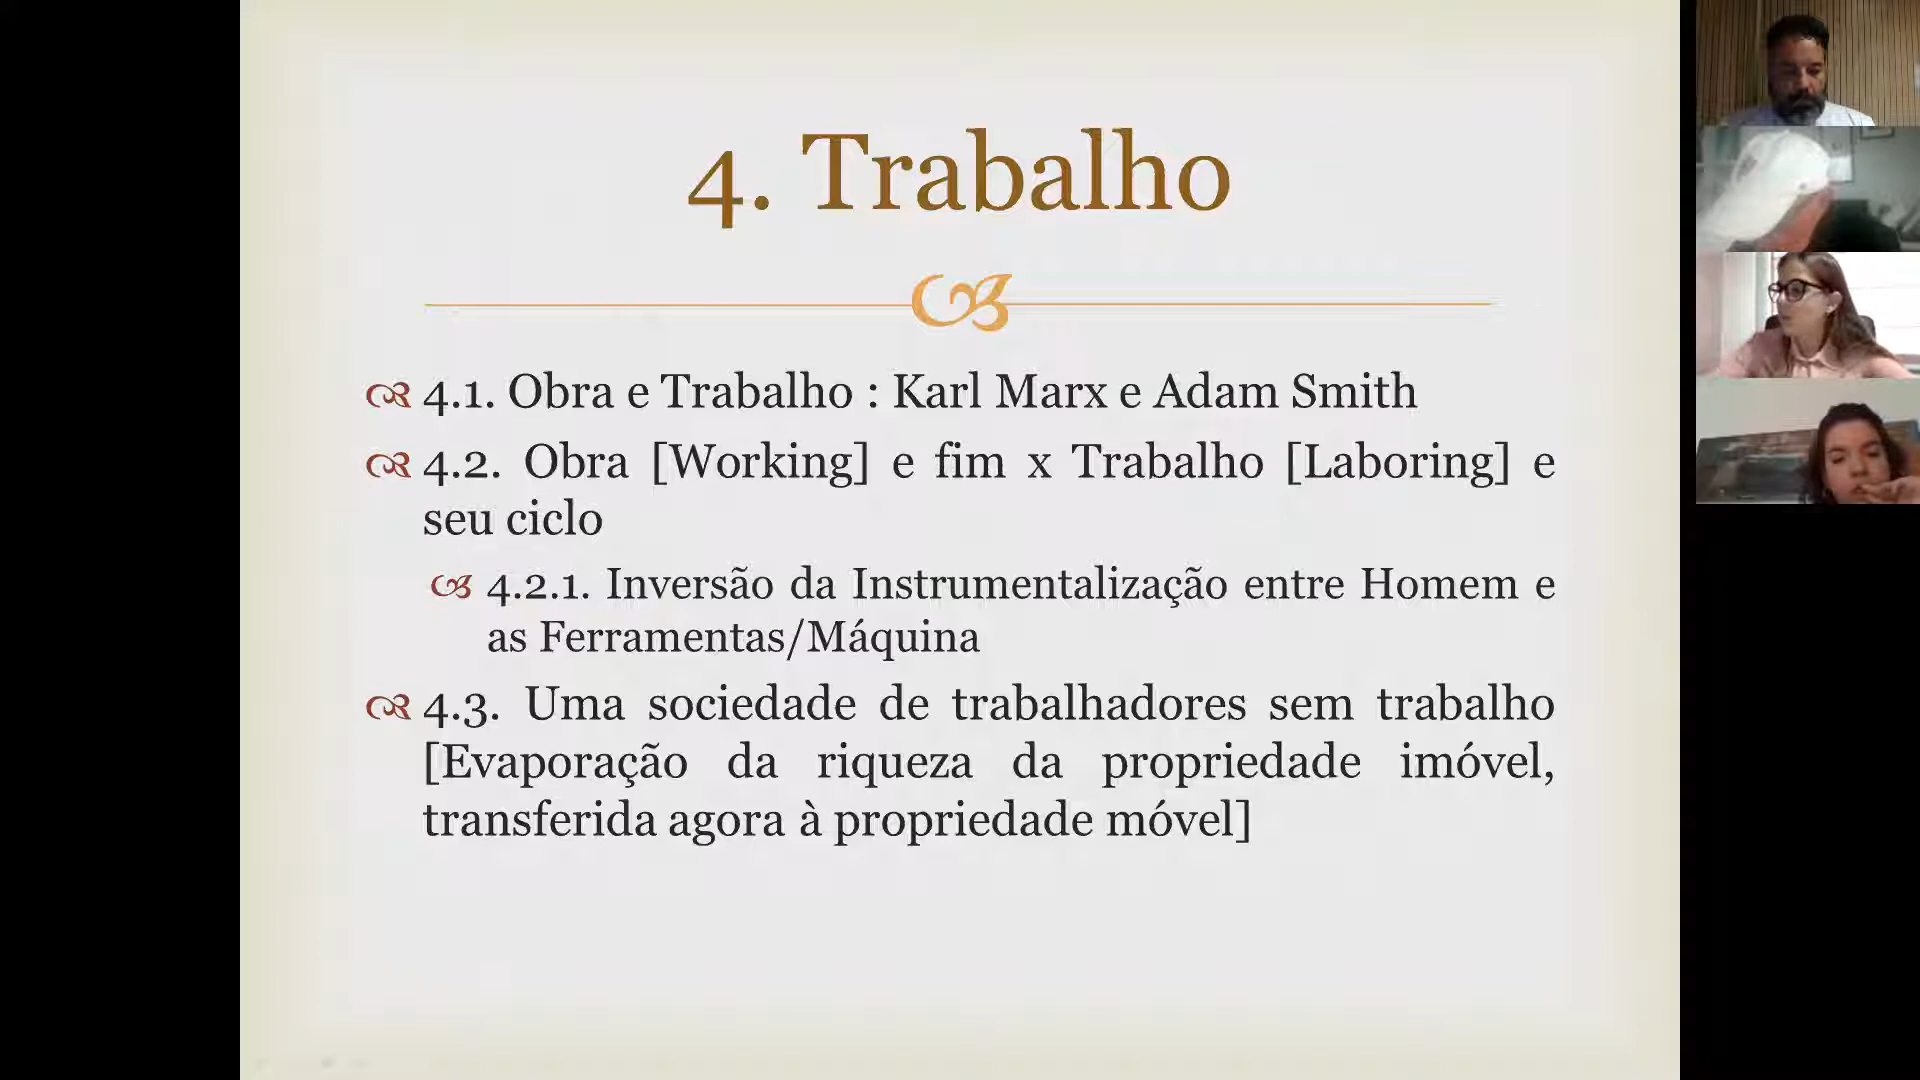 4. Trabalho
4.1. Obra e Trabalho : Karl Marx e Adam Smith
4.2. Obra [Working] e fim x Trabalho [Laboring] e
seu ciclo
4.2.1. Inversão da Instrumentalização entre Homem e
as Ferramentas/Máquina
4.3. Uma sociedade de trabalhadores sem trabalho
[Evaporação da riqueza da propriedade imóvel,
transferida agora à propriedade móvel]